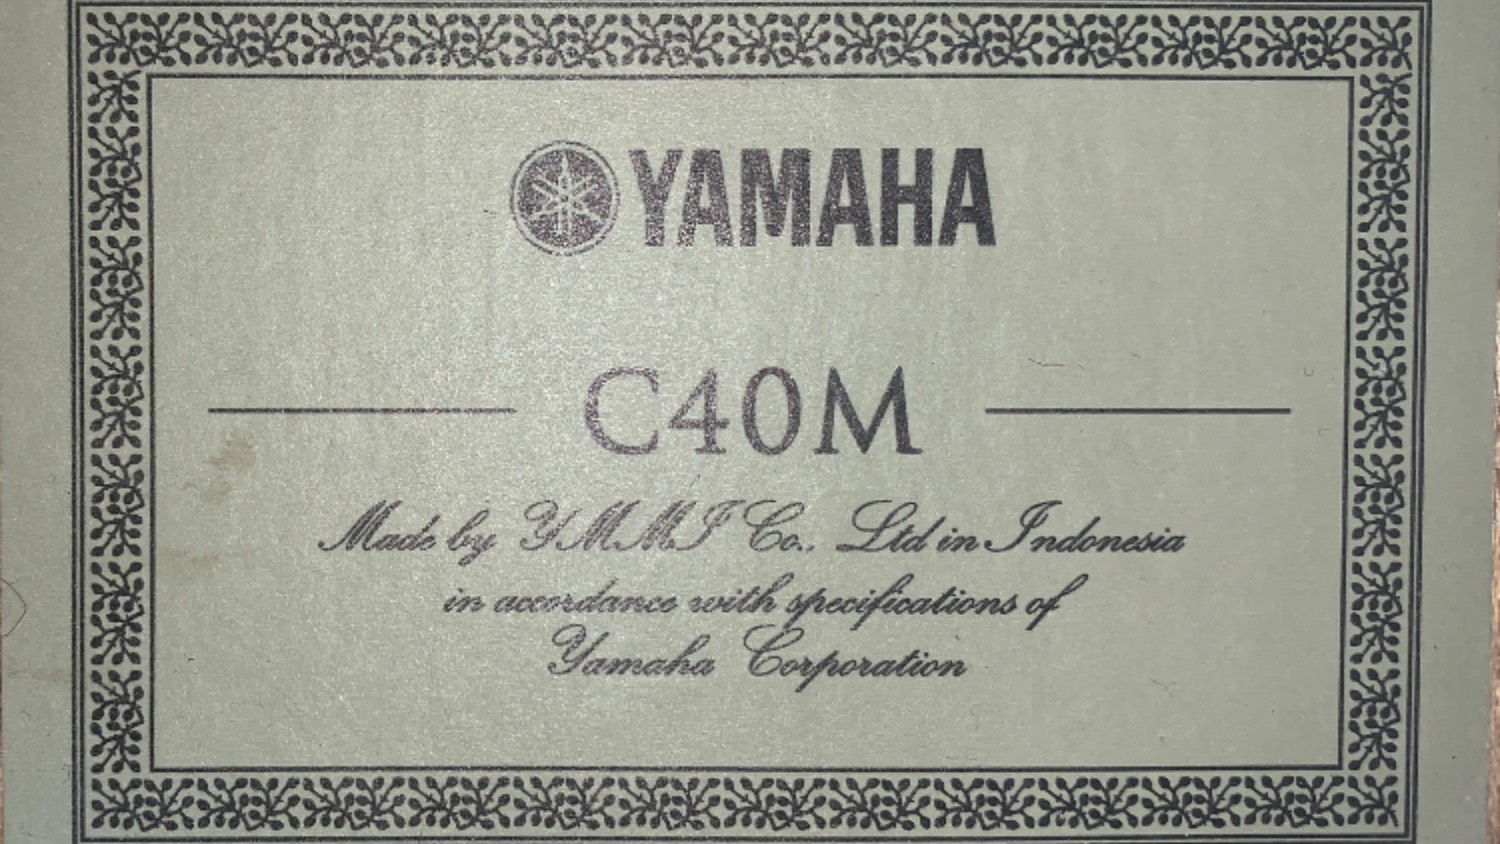 YAMAHA
C40M
Made by YMMI Co., Ltd in Indonesia
in accordance with specifications of
Yamaha Corporation